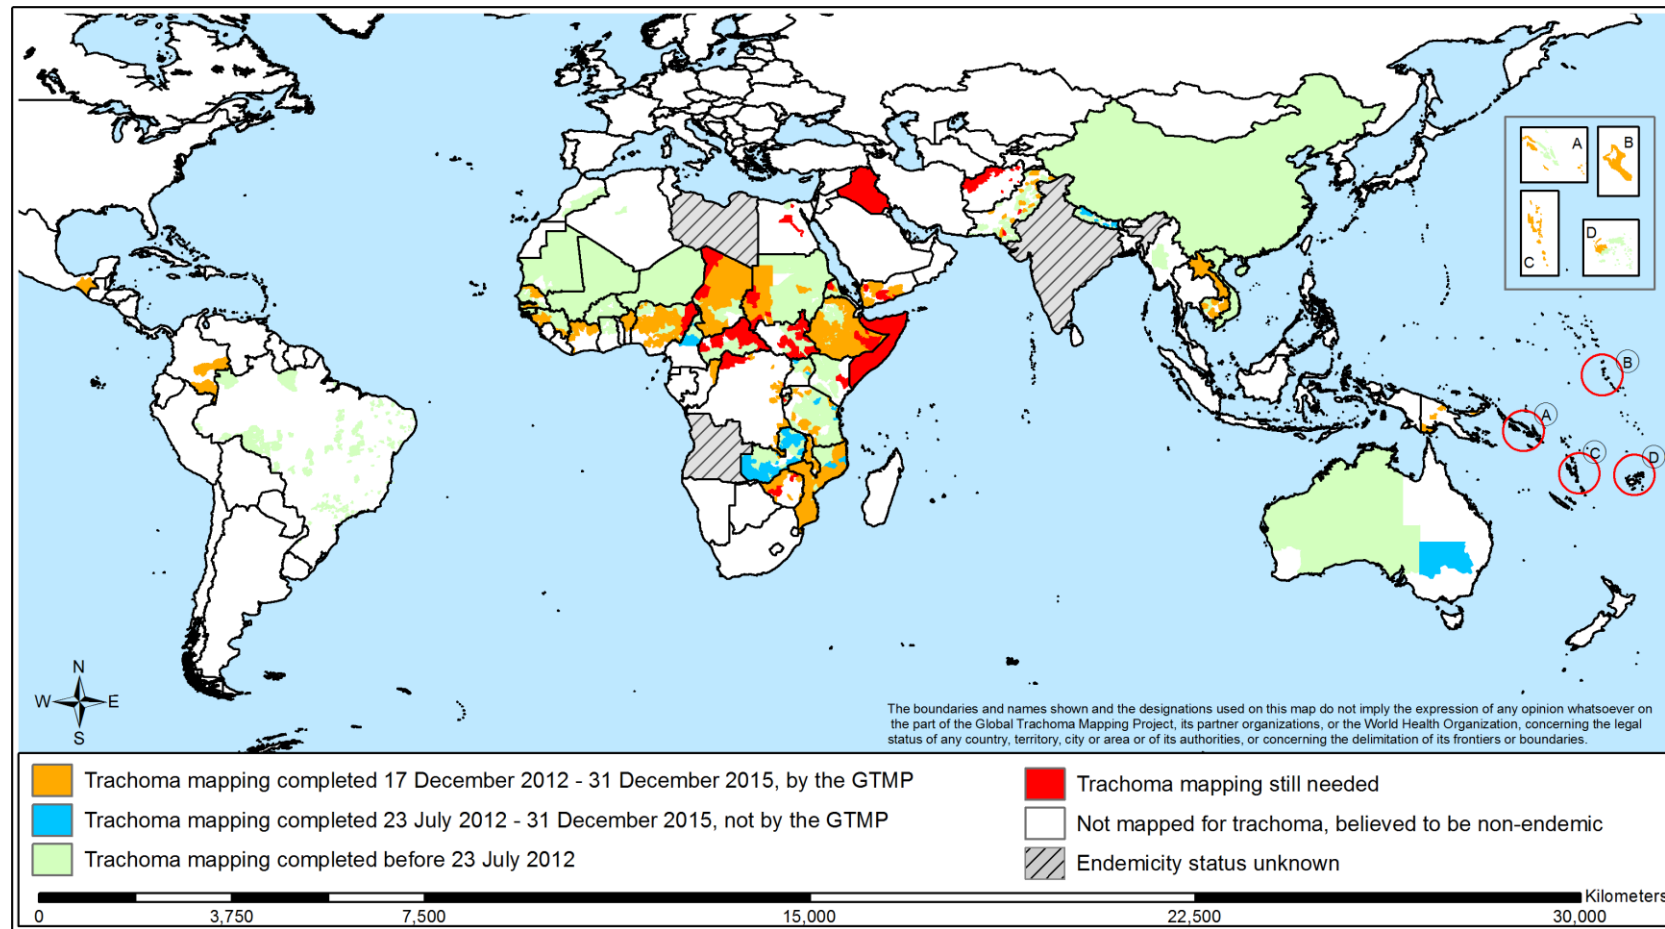 A
B
C
D
B
A
C
D
N
W E
S
The boundaries and names shown and the designations used on this map do not imply the expression of any opinion whatsoever on
the part of the Global Trachoma Mapping Project, its partner organizations, or the World Health Organization, concerning the legal
status of any country, territory, city or area or of its authorities, or concerning the delimitation of its frontiers or boundaries.
Trachoma mapping completed 17 December 2012 - 31 December 2015, by the GTMP
Trachoma mapping completed 23 July 2012 - 31 December 2015, not by the GTMP
Trachoma mapping completed before 23 July 2012
Trachoma mapping still needed
Not mapped for trachoma, believed to be non-endemic
Endemicity status unknown
Kilometers
0 3,750 7,500 15,000 22,500 30,000